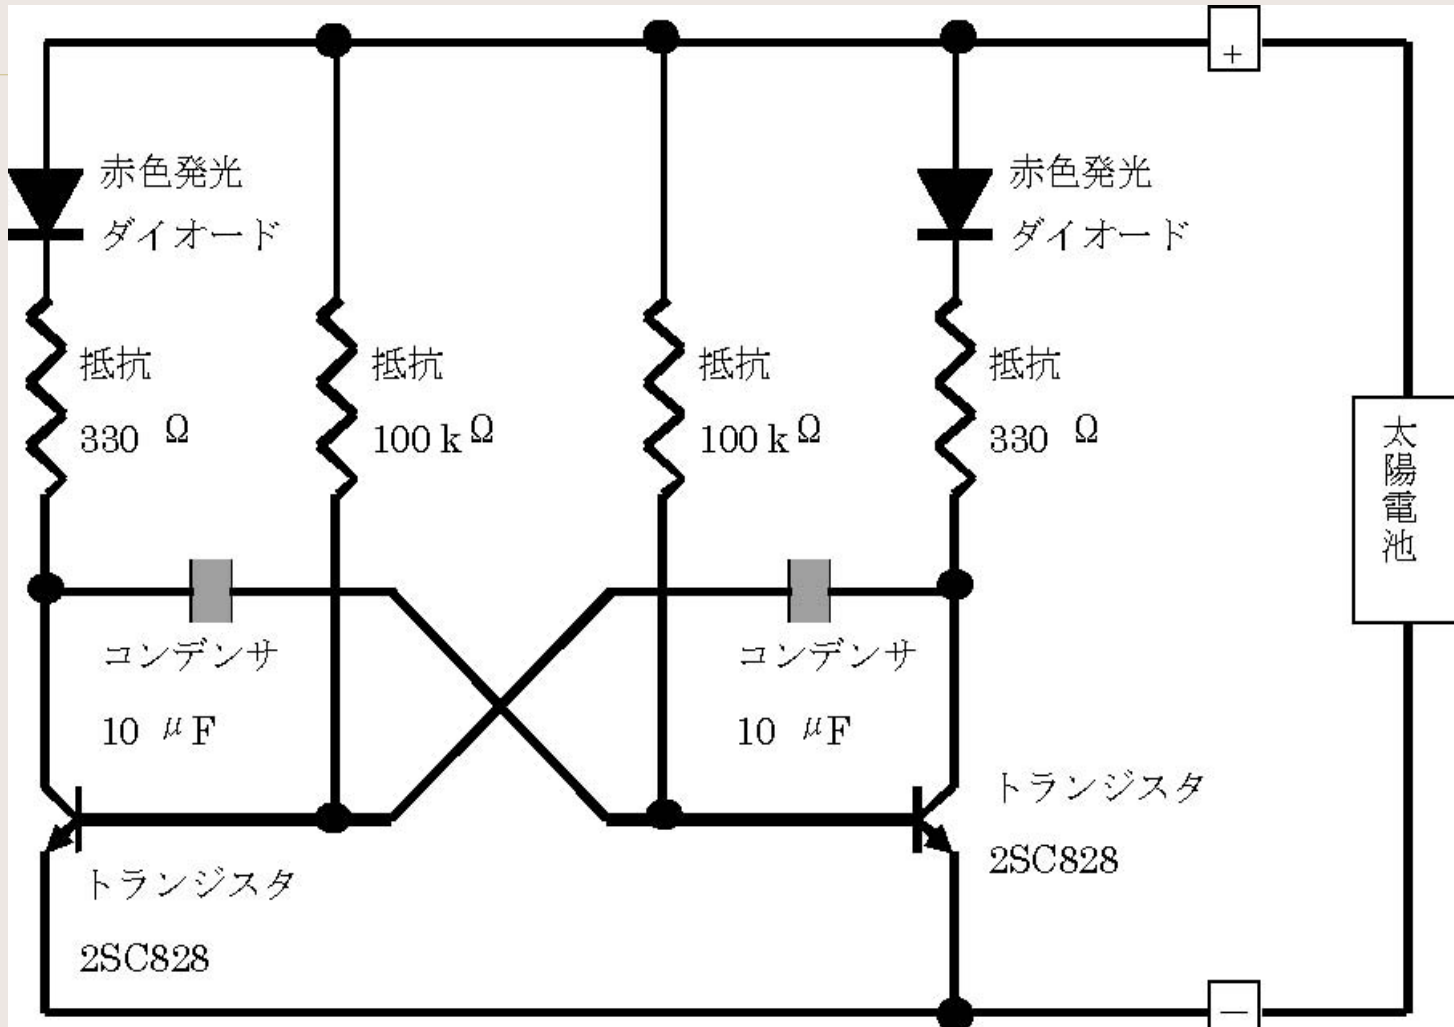 +
赤色発光
ダイオード
赤色発光
ダイオード
抵抗
330 Ω
抵抗
100 k Ω
抵抗
100 k Ω
抵抗
330 Ω
太陽電池
コンデンサ
10 μF
コンデンサ
10 μF
トランジスタ
2SC828
トランジスタ
2SC828
－